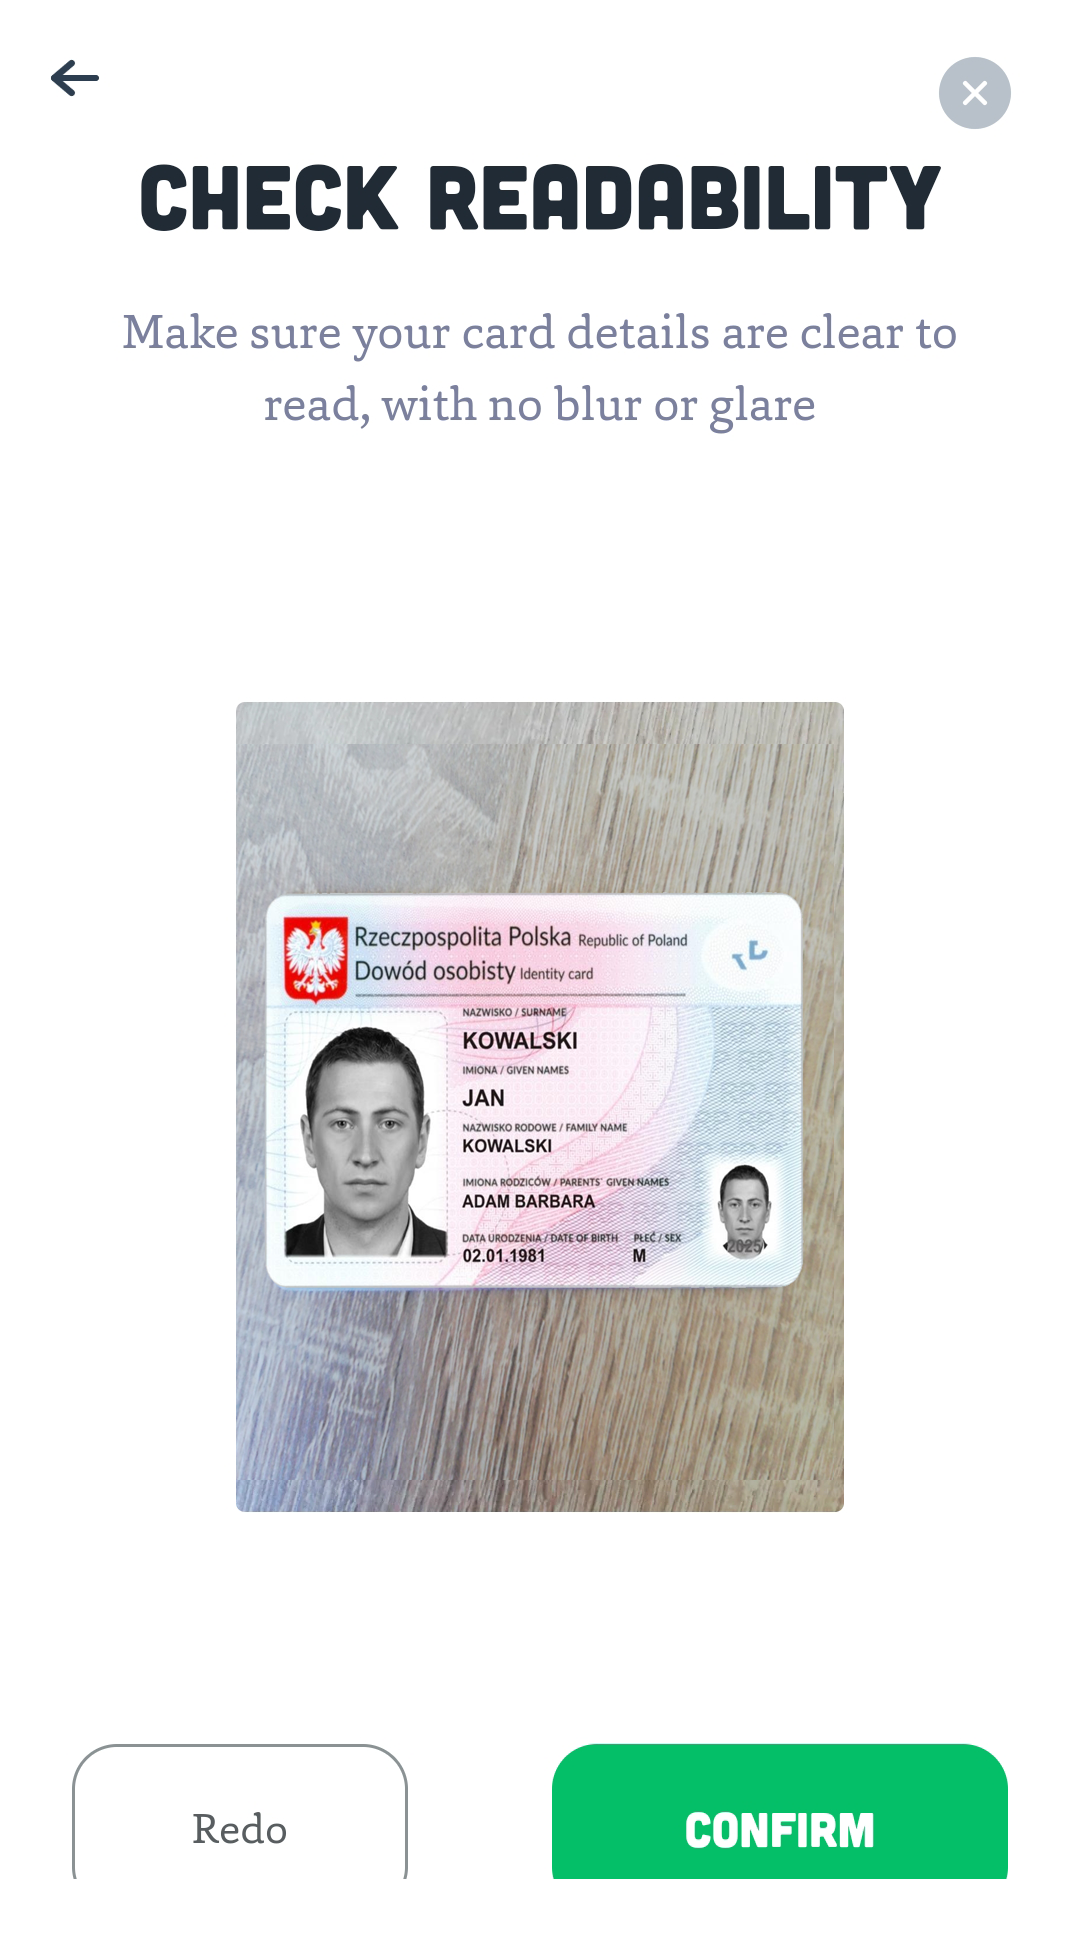 CHECK READABILITY
Make sure your card details are clear to
read, with no blur or glare
Rzeczpospolita Polska Republic of Poland
Dowód osobisty Identity card
NAZWISKO / SURNAME
KOWALSKI
IMIONA / GIVEN NAMES
JAN
NAZWISKO RODOWE / FAMILY NAME
KOWALSKI
IMIONA RODZICÓW / PARENTS' GIVEN NAMES
ADAM BARBARA
DATA URODZENIA / DATE OF BIRTH PŁEĆ / SEX
02.01.1981 M
2025
Redo
CONFIRM